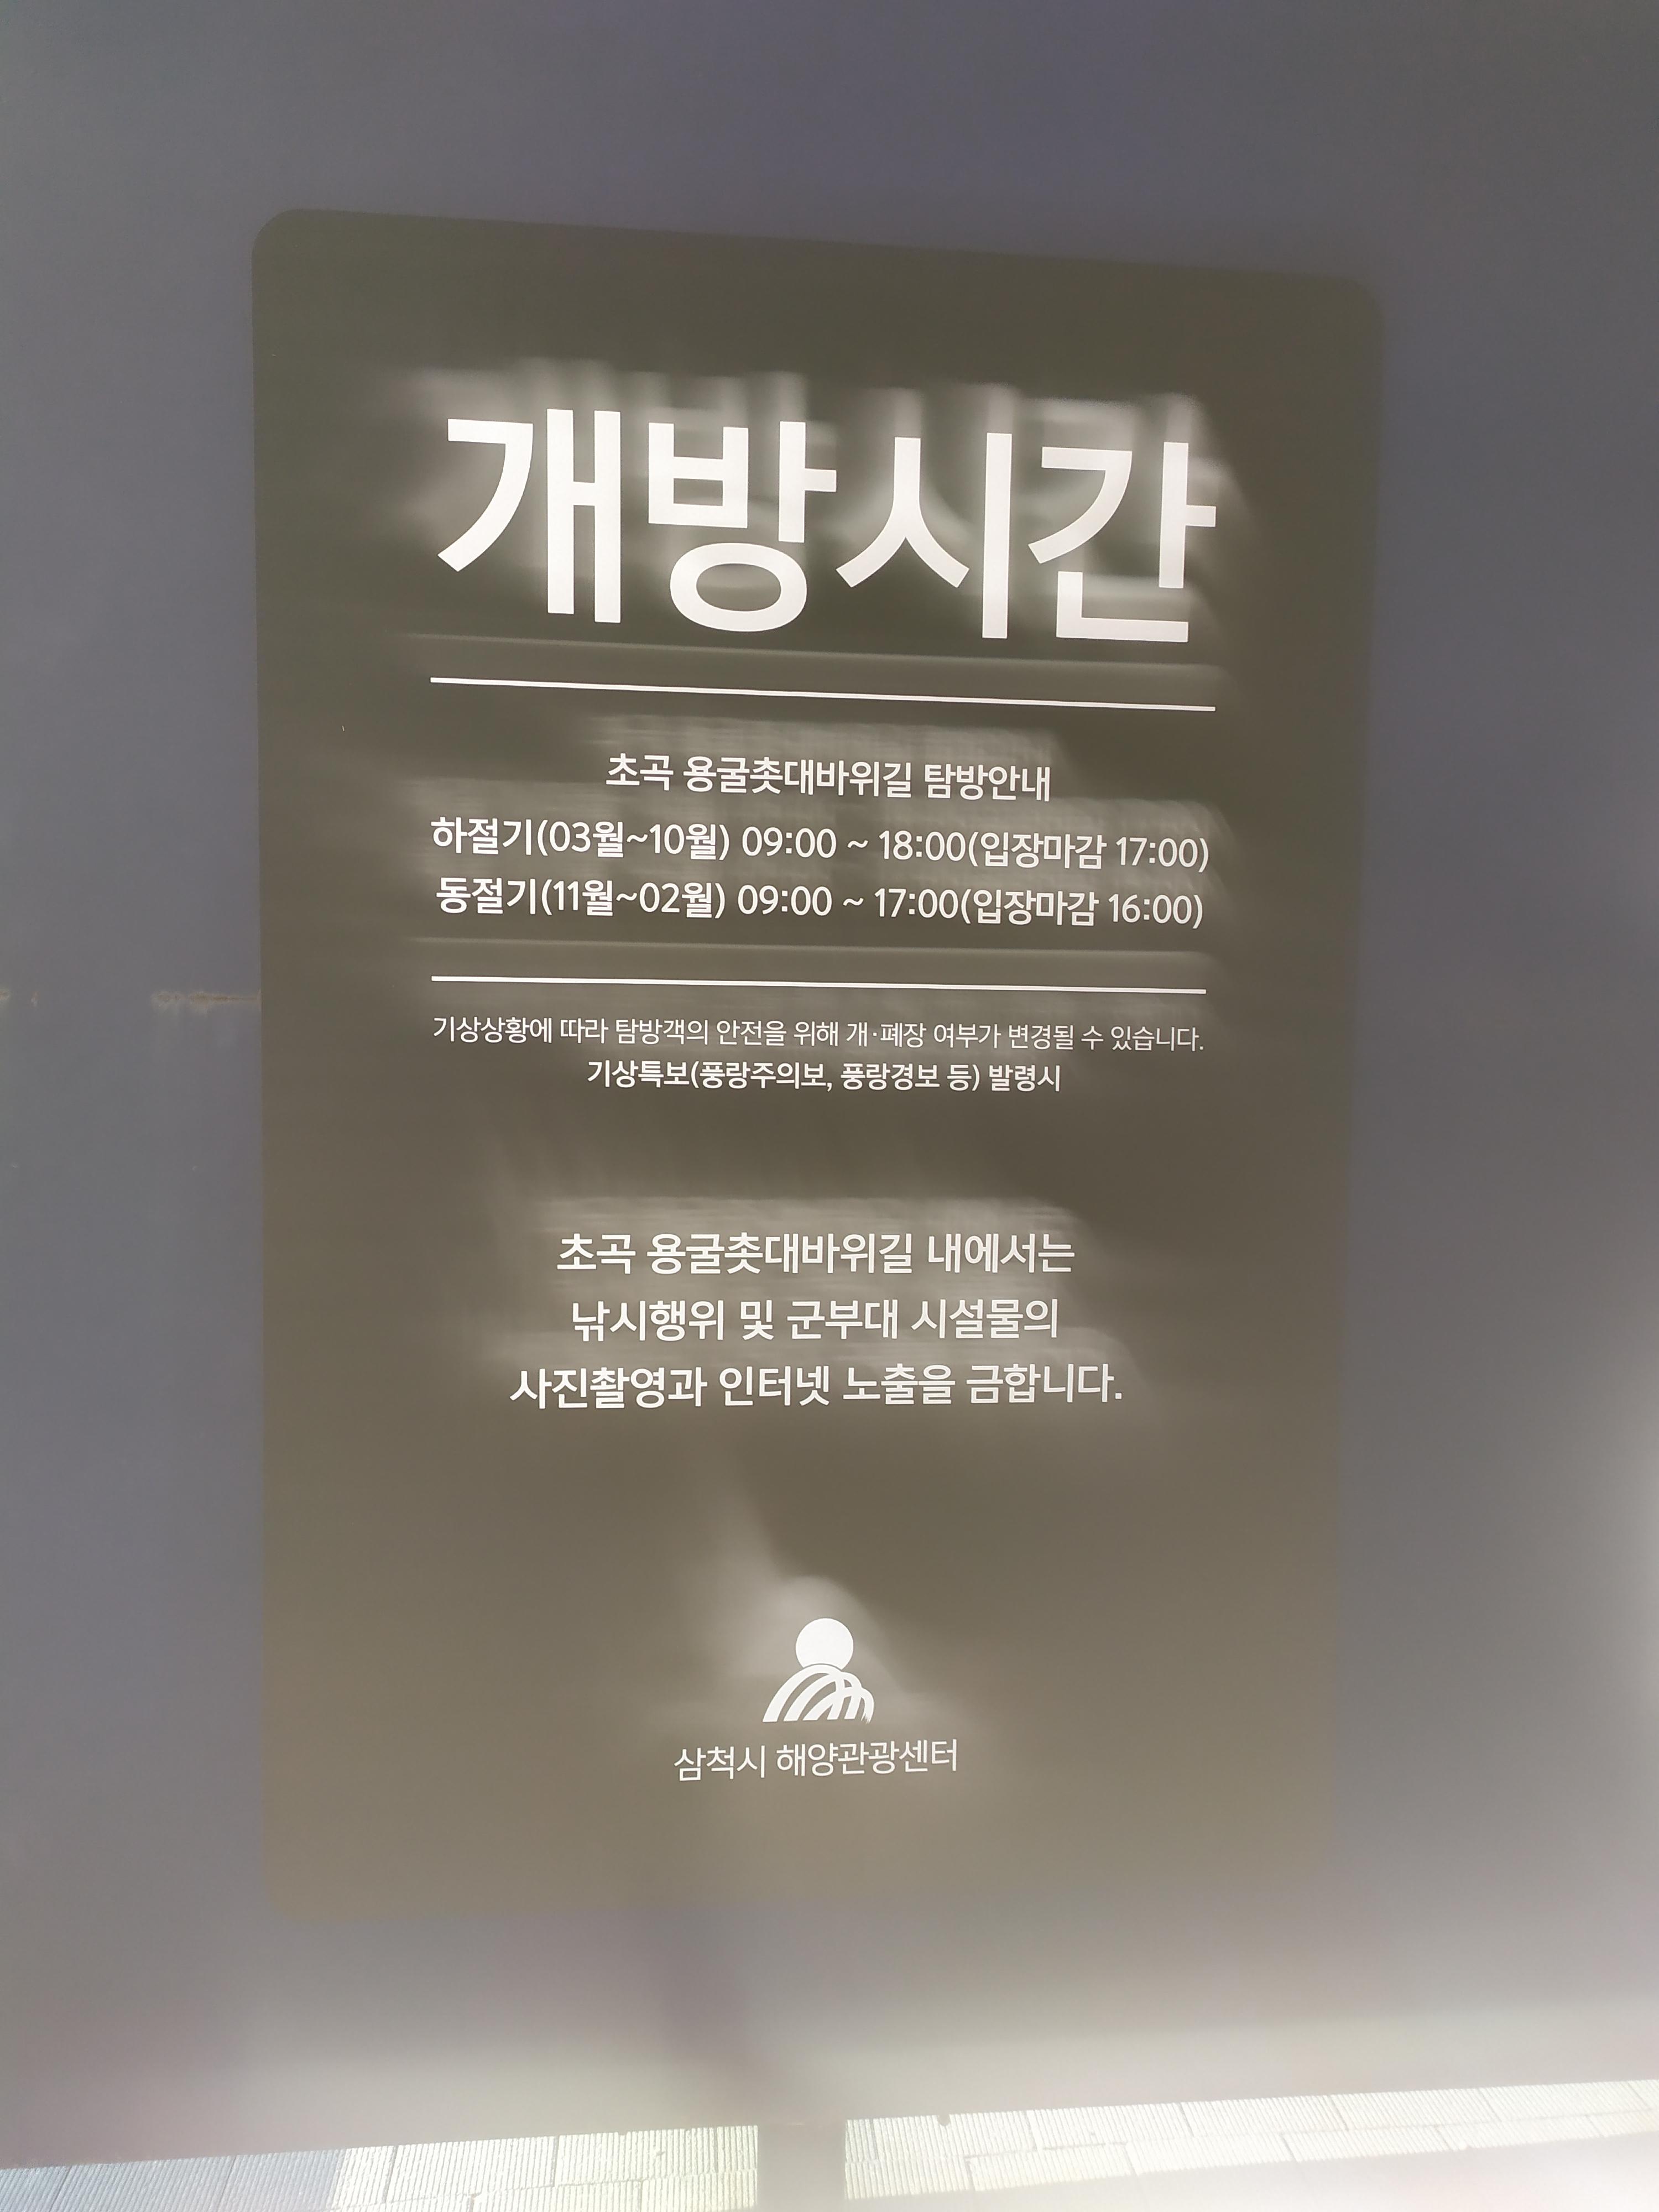 개방시간
초곡 용굴촛대바위길 탐방안내
하절기(03월~10월) 09:00 ~ 18:00(입장마감 17:00)
동절기(11월~02월) 09:00 ~ 17:00(입장마감 16:00)
기상상황에 따라 탐방객의 안전을 위해 개·폐장 여부가 변경될 수 있습니다.
기상특보(풍랑주의보, 풍랑경보 등) 발령시
초곡 용굴촛대바위길 내에서는
낚시행위 및 군부대 시설물의
사진촬영과 인터넷 노출을 금합니다.
삼척시 해양관광센터